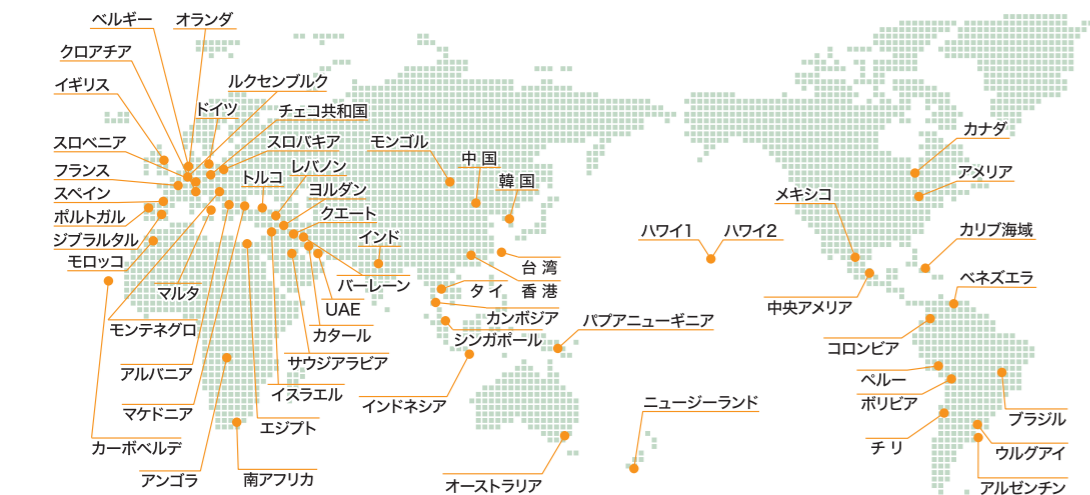 ベルギー
オランダ
クロアチア
イギリス
ルクセンブルク
ドイツ
チェコ共和国
スロベニア
スロバキア
モンゴル
中 国
フランス
レバノン
韓 国
スペイン
トルコ
ヨルダン
ポルトガル
クエート
ジブラルタル
インド
モロッコ
マルタ
バーレーン
台 湾
タ イ
香 港
UAE
カンボジア
モンテネグロ
カタール
シンガポール
パプアニューギニア
サウジアラビア
アルバニア
イスラエル
インドネシア
マケドニア
エジプト
カーボベルデ
アンゴラ
南アフリカ
オーストラリア
ニュージーランド
ハワイ1
ハワイ2
カナダ
アメリカ
メキシコ
カリブ海域
ベネズエラ
中央アメリカ
コロンビア
ペルー
ボリビア
ブラジル
チ リ
ウルグアイ
アルゼンチン